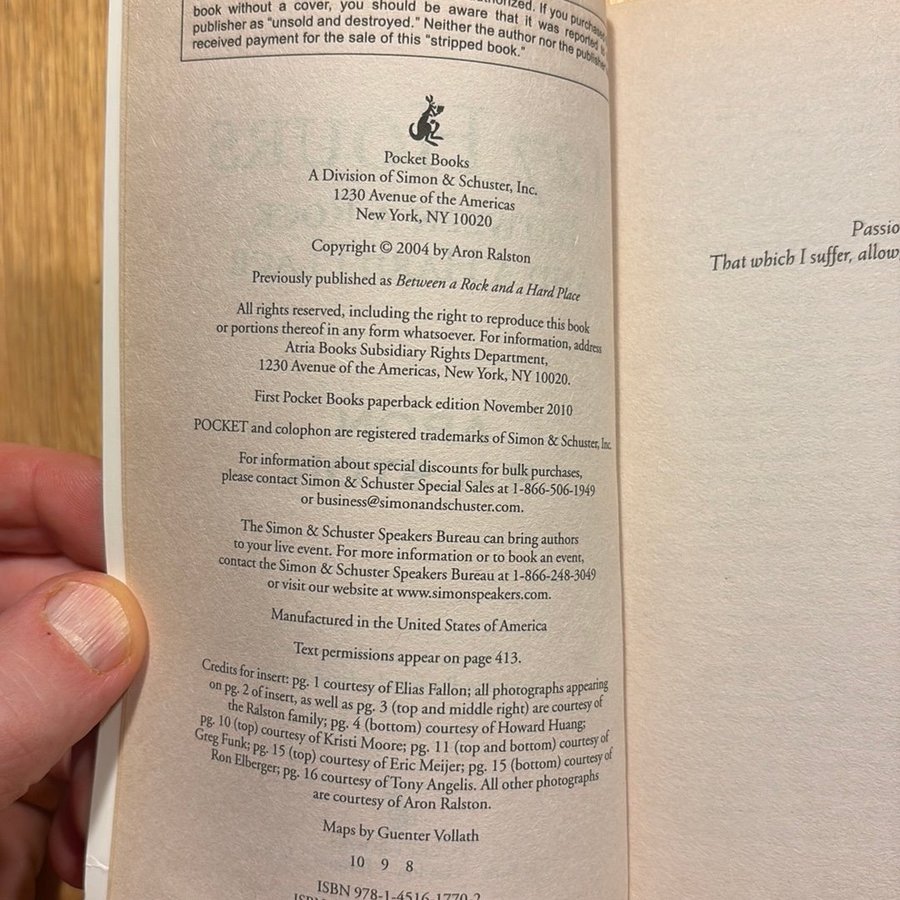 book without a cover, you should be aware that it was reported
publisher as "unsold and destroyed." Neither the author nor the publisher
received payment for the sale of this "stripped book."
Pocket Books
A Division of Simon & Schuster, Inc.
1230 Avenue of the Americas
New York, NY 10020
Copyright © 2004 by Aron Ralston
Previously published as Between a Rock and a Hard Place
All rights reserved, including the right to reproduce this book
or portions thereof in any form whatsoever. For information, address
Atria Books Subsidiary Rights Department,
1230 Avenue of the Americas, New York, NY 10020.
First Pocket Books paperback edition November 2010
POCKET and colophon are registered trademarks of Simon & Schuster, Inc.
For information about special discounts for bulk purchases,
please contact Simon & Schuster Special Sales at 1-866-506-1949
or business@simonandschuster.com.
The Simon & Schuster Speakers Bureau can bring authors
to your live event. For more information or to book an event,
contact the Simon & Schuster Speakers Bureau at 1-866-248-3049
or visit our website at www.simonspeakers.com.
Manufactured in the United States of America
Text permissions appear on page 413.
Credits for insert: pg. 1 courtesy of Elias Fallon; all photographs appearing
on pg. 2 of insert, as well as pg. 3 (top and middle right) are courtesy of
the Ralston family; pg. 4 (bottom) courtesy of Howard Huang;
pg. 10 (top) courtesy of Kristi Moore; pg. 11 (top and bottom) courtesy of
Greg Funk; pg. 15 (top) courtesy of Eric Meijer; pg. 15 (bottom) courtesy of
Ron Elberger; pg. 16 courtesy of Tony Angelis. All other photographs
are courtesy of Aron Ralston.
Maps by Guenter Vollath
10 9 8
ISBN 978-1-4516-1770-2
Passio
That which I suffer, allow,